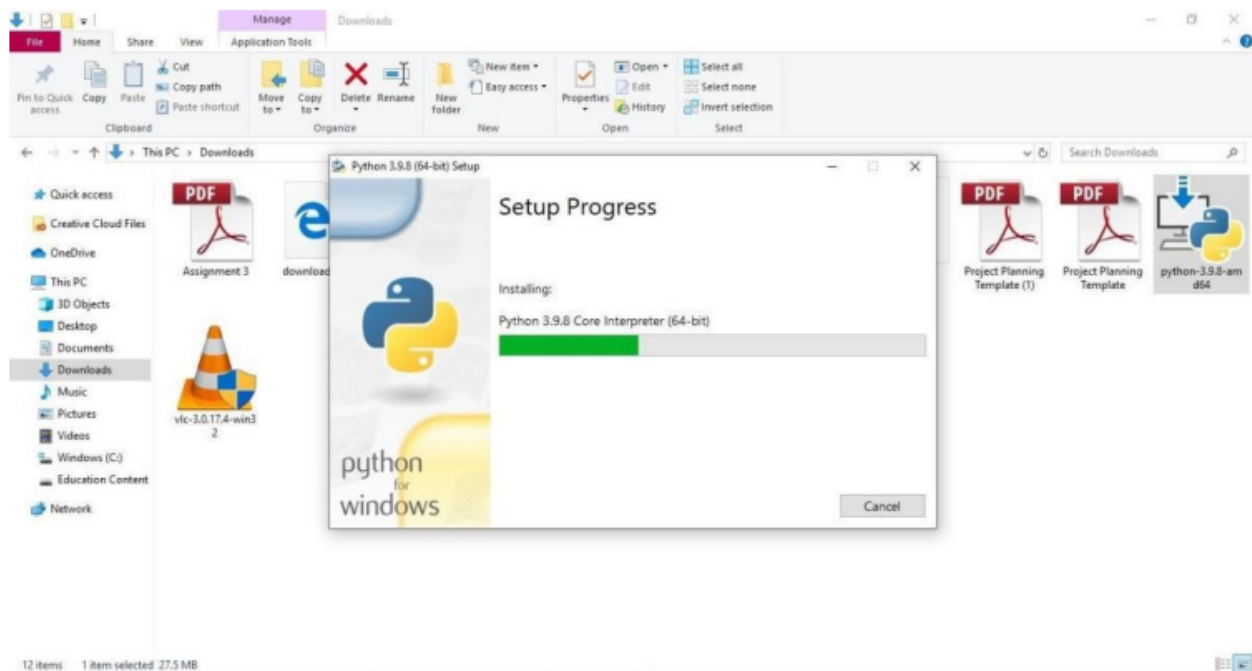 Manage
Downloads
File
Home
Share
View
Application Tools
Pin to Quick access
Copy
Paste
Cut
Copy path
Paste shortcut
Clipboard
Move to
Copy to
Delete
Rename
Organize
New folder
New item
Easy access
New
Properties
Open
Edit
History
Open
Select all
Select none
Invert selection
Select
This PC > Downloads
Search Downloads
Quick access
Creative Cloud Files
OneDrive
This PC
3D Objects
Desktop
Documents
Downloads
Music
Pictures
Videos
Windows (C:)
Education Content
Network
PDF
Assignment 3
download
vlc-3.0.17.4-win3
2
Python 3.9.8 (64-bit) Setup
Setup Progress
Installing:
Python 3.9.8 Core Interpreter (64-bit)
python
for
windows
Cancel
PDF
Project Planning
Template (1)
PDF
Project Planning
Template
python-3.9.8-am
d64
12 items
1 item selected 27.5 MB